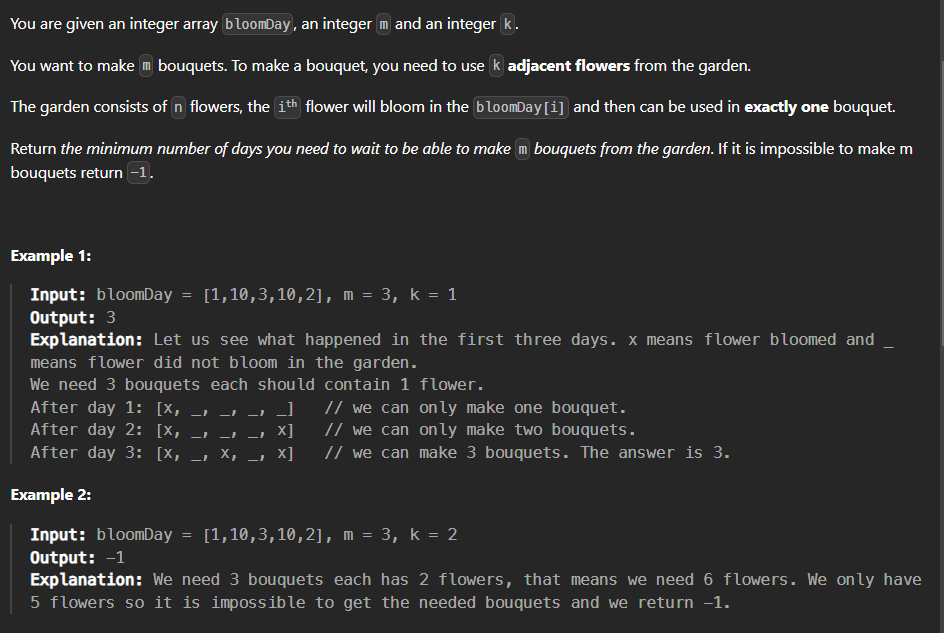 You are given an integer array bloomDay, an integer m and an integer k.
You want to make m bouquets. To make a bouquet, you need to use k adjacent flowers from the garden.
The garden consists of n flowers, the ith flower will bloom in the bloomDay[i] and then can be used in exactly one bouquet.
Return the minimum number of days you need to wait to be able to make m bouquets from the garden. If it is impossible to make m
bouquets return -1.
Example 1:
Input: bloomDay = [1,10,3,10,2], m = 3, k = 1
Output: 3
Explanation: Let us see what happened in the first three days. x means flower bloomed and _
means flower did not bloom in the garden.
We need 3 bouquets each should contain 1 flower.
After day 1: [x, _, _, _, _]   // we can only make one bouquet.
After day 2: [x, _, _, _, x]   // we can only make two bouquets.
After day 3: [x, _, x, _, x]   // we can make 3 bouquets. The answer is 3.
Example 2:
Input: bloomDay = [1,10,3,10,2], m = 3, k = 2
Output: -1
Explanation: We need 3 bouquets each has 2 flowers, that means we need 6 flowers. We only have
5 flowers so it is impossible to get the needed bouquets and we return -1.